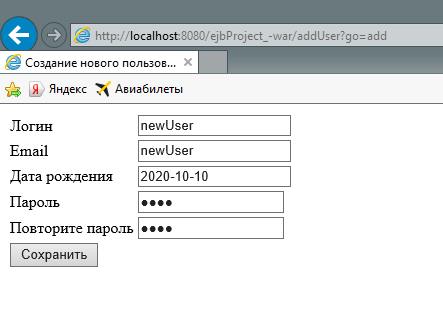 http://localhost:8080/ejbProject_-war/addUser?go=add
Создание нового пользов...
Яндекс Авиабилеты
Логин newUser
Email newUser
Дата рождения 2020-10-10
Пароль ●●●●
Повторите пароль ●●●●
Сохранить